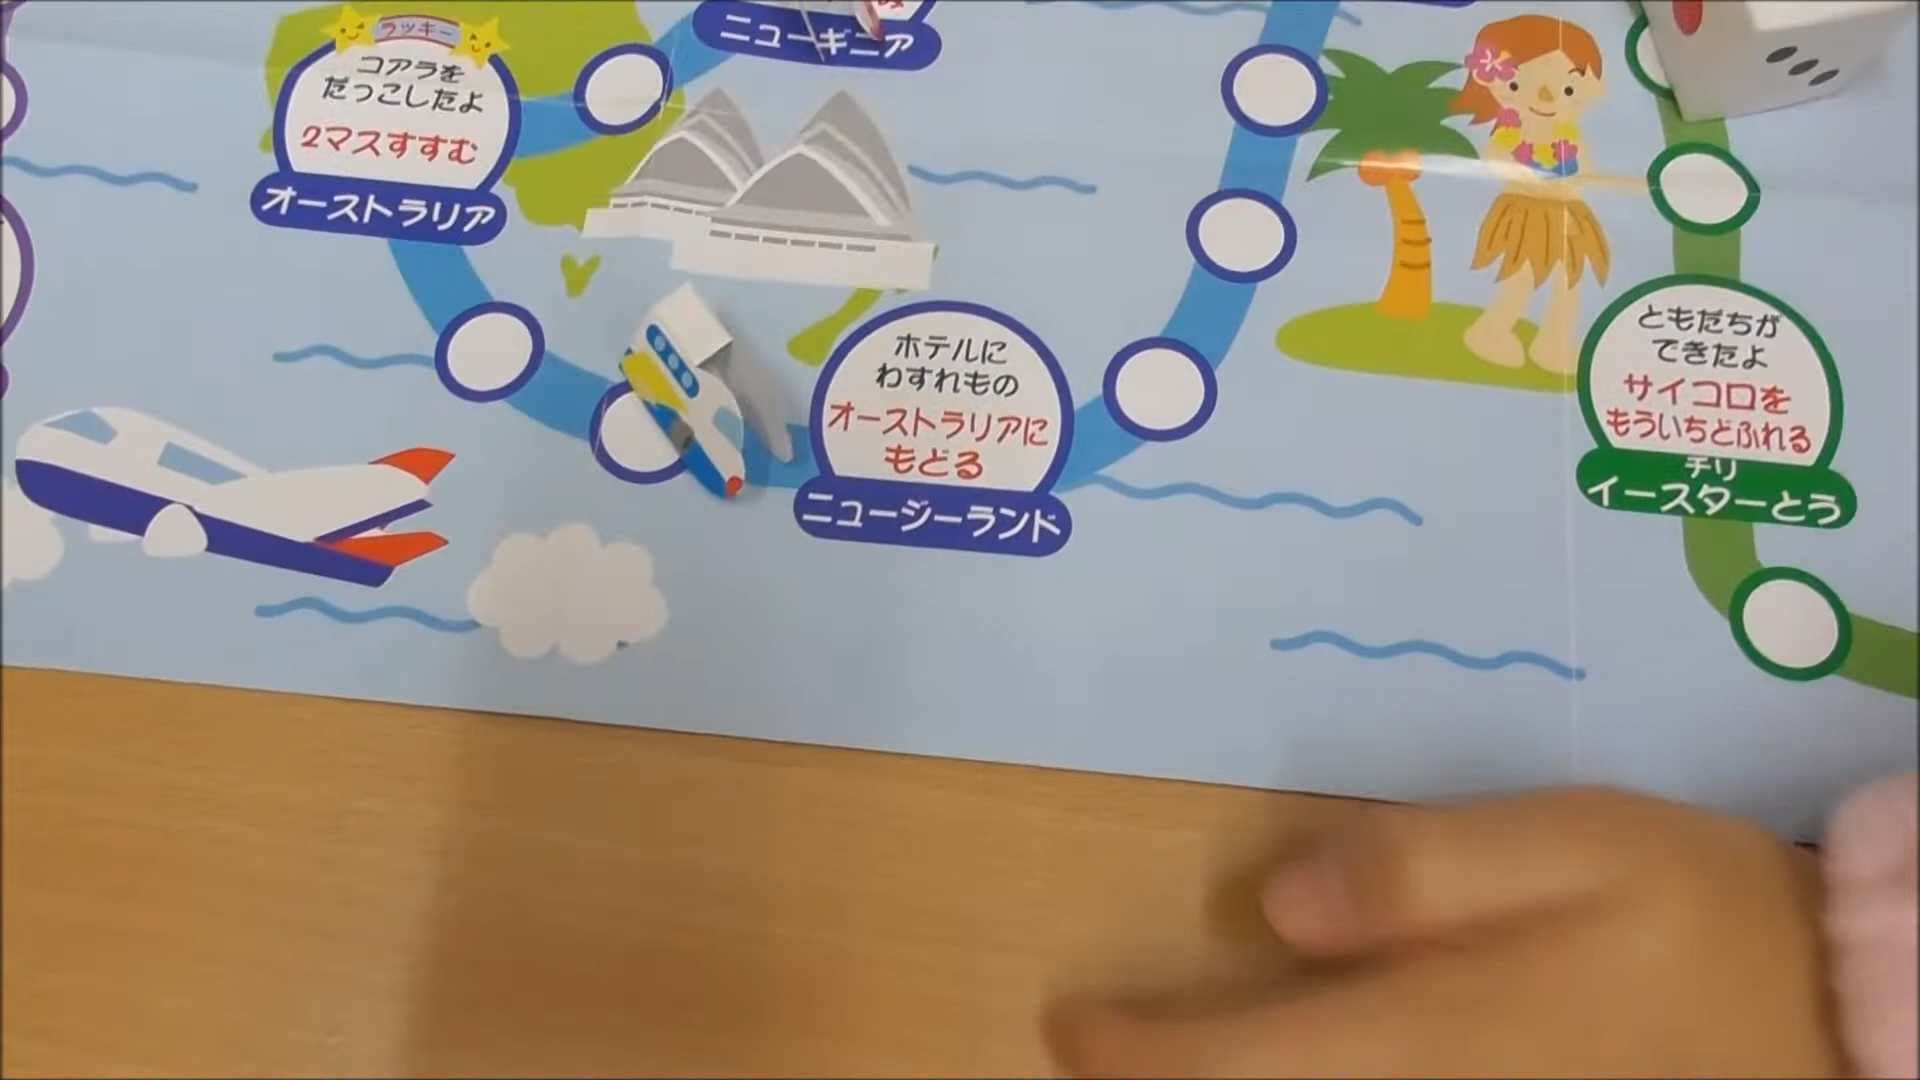 ラッキー
コアラを
だっこしたよ
2マスすすむ
オーストラリア
ニューギニア
ホテルに
わすれもの
オーストラリアに
もどる
ニュージーランド
ともだちが
できたよ
サイコロを
もういちどふれる
チリ
イースターとう